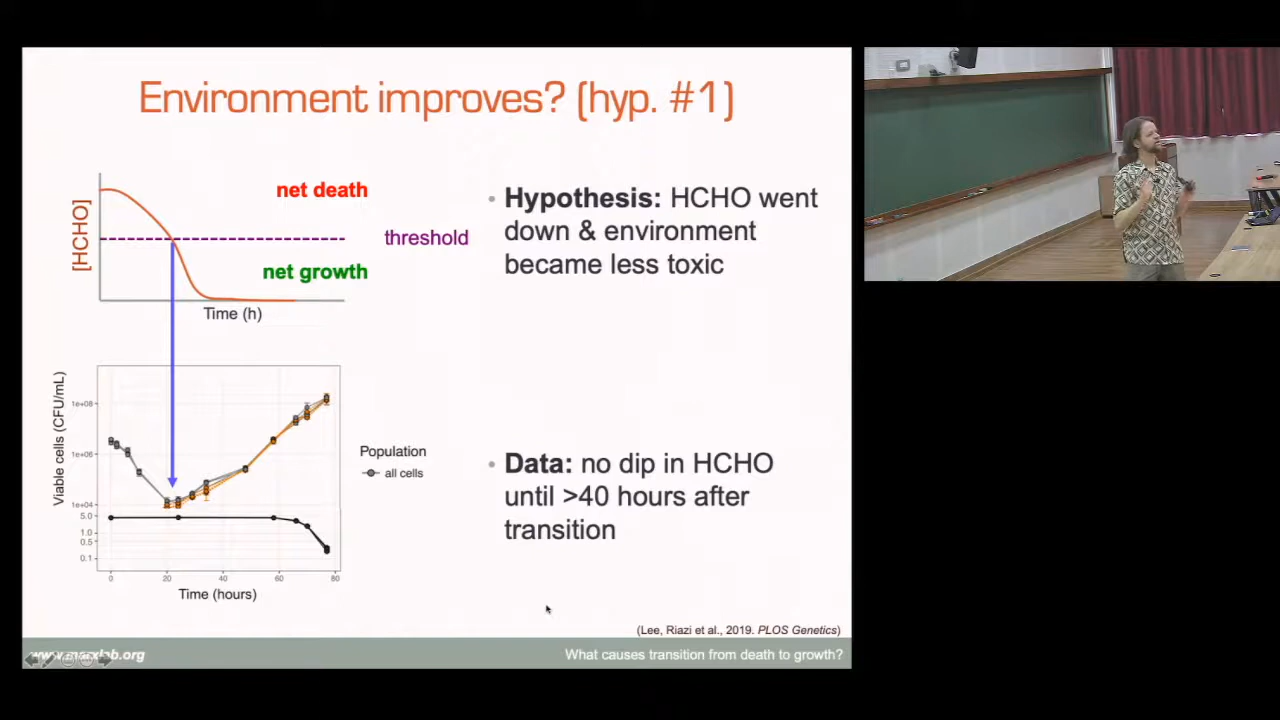 Environment improves? (hyp. #1)
net death
[HCHO]
threshold
net growth
Time (h)
• Hypothesis: HCHO went
down & environment
became less toxic
Viable cells (CFU/mL)
1e+08
1e+06
1e+04
5.0
1.0
0.5
0.1
0
20
40
60
80
Time (hours)
Population
all cells
• Data: no dip in HCHO
until >40 hours after
transition
(Lee, Riazi et al., 2019. PLOS Genetics)
www.marxlab.org
What causes transition from death to growth?